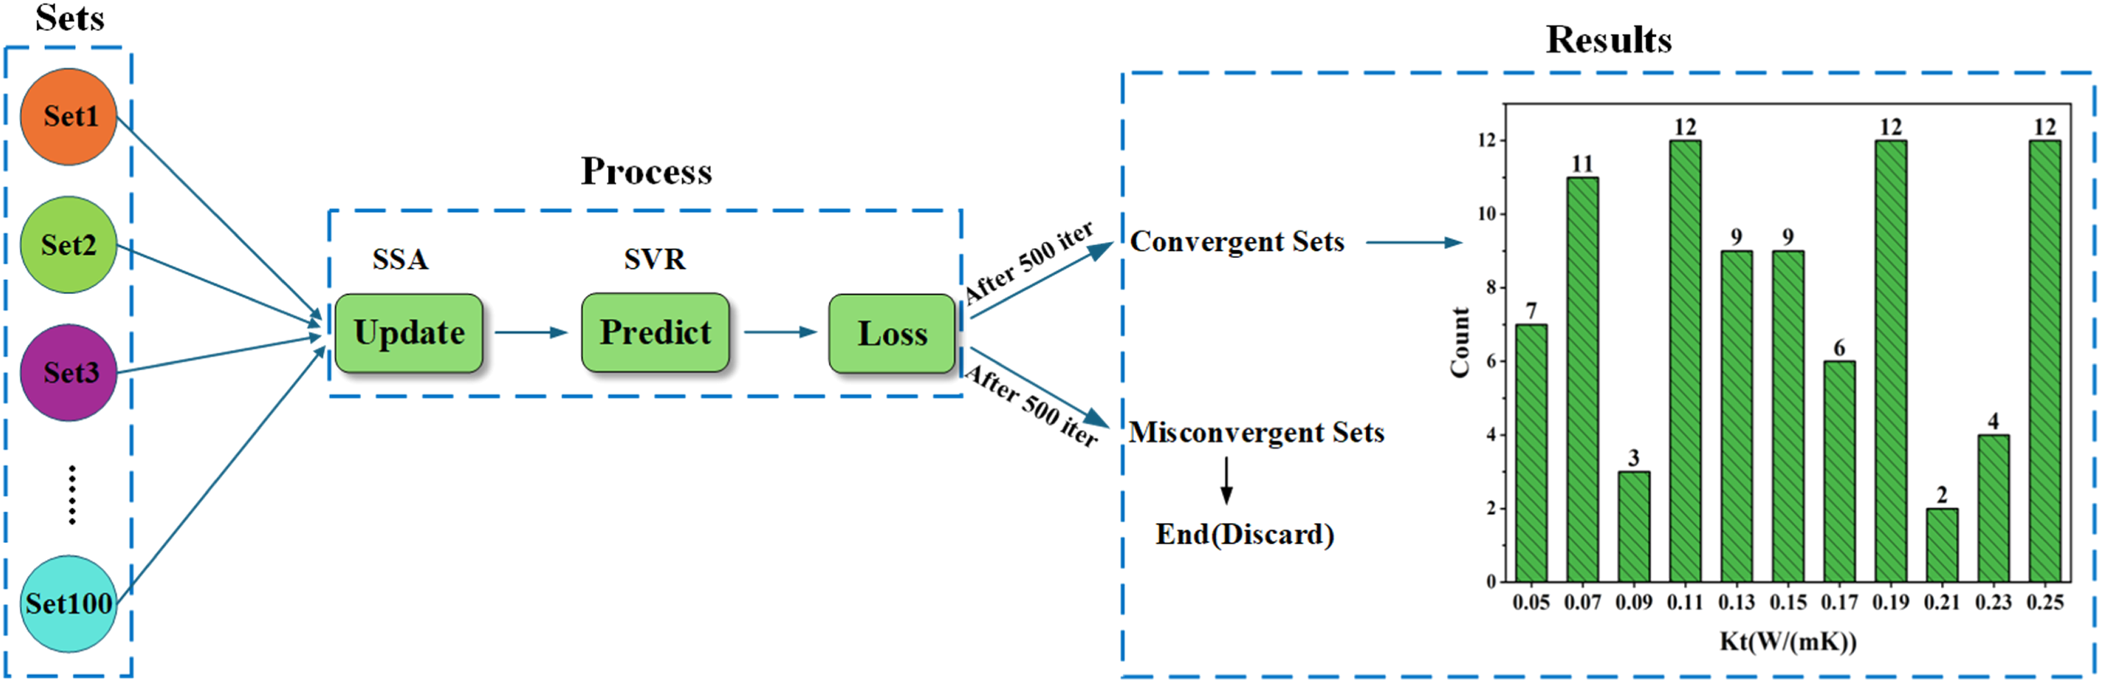 Sets
Set1
Set2
Set3
Set100
Process
SSA
SVR
Update
Predict
Loss
After 500 iter
After 500 iter
Results
Convergent Sets
Misconvergent Sets
End(Discard)
Count
12
10
8
6
4
2
0
7
11
3
12
9
9
6
12
2
4
12
0.05 0.07 0.09 0.11 0.13 0.15 0.17 0.19 0.21 0.23 0.25
Kt(W/(mK))